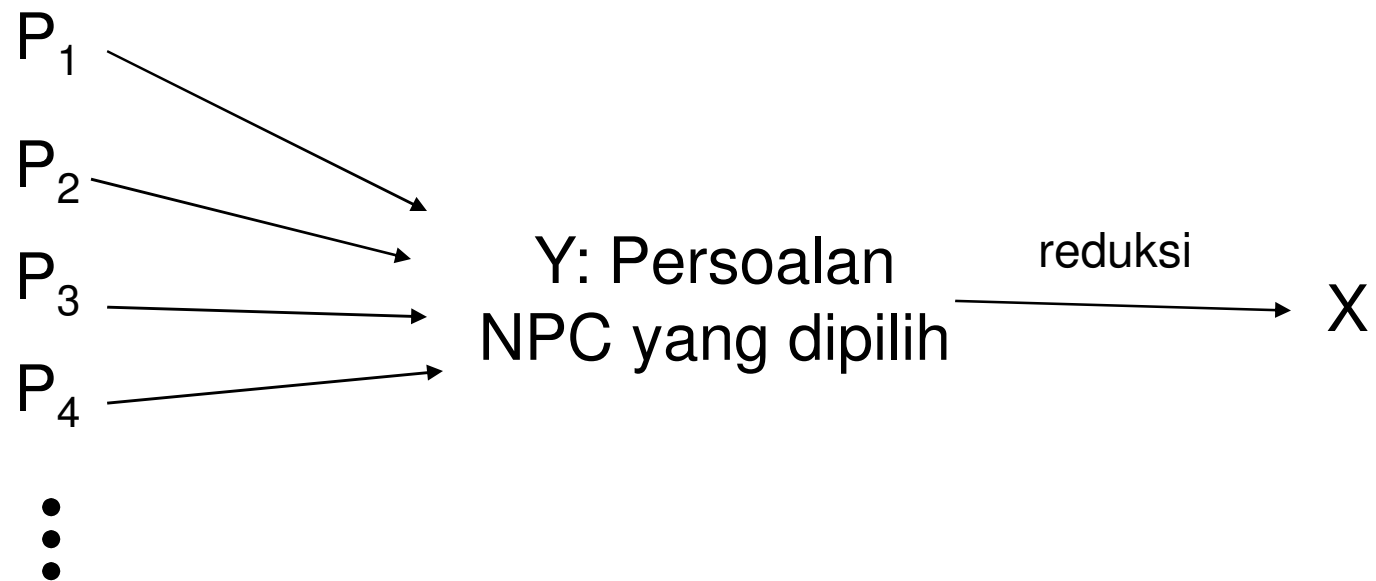 P₁
P₂
P₃
P₄
Y: Persoalan
NPC yang dipilih
reduksi
X